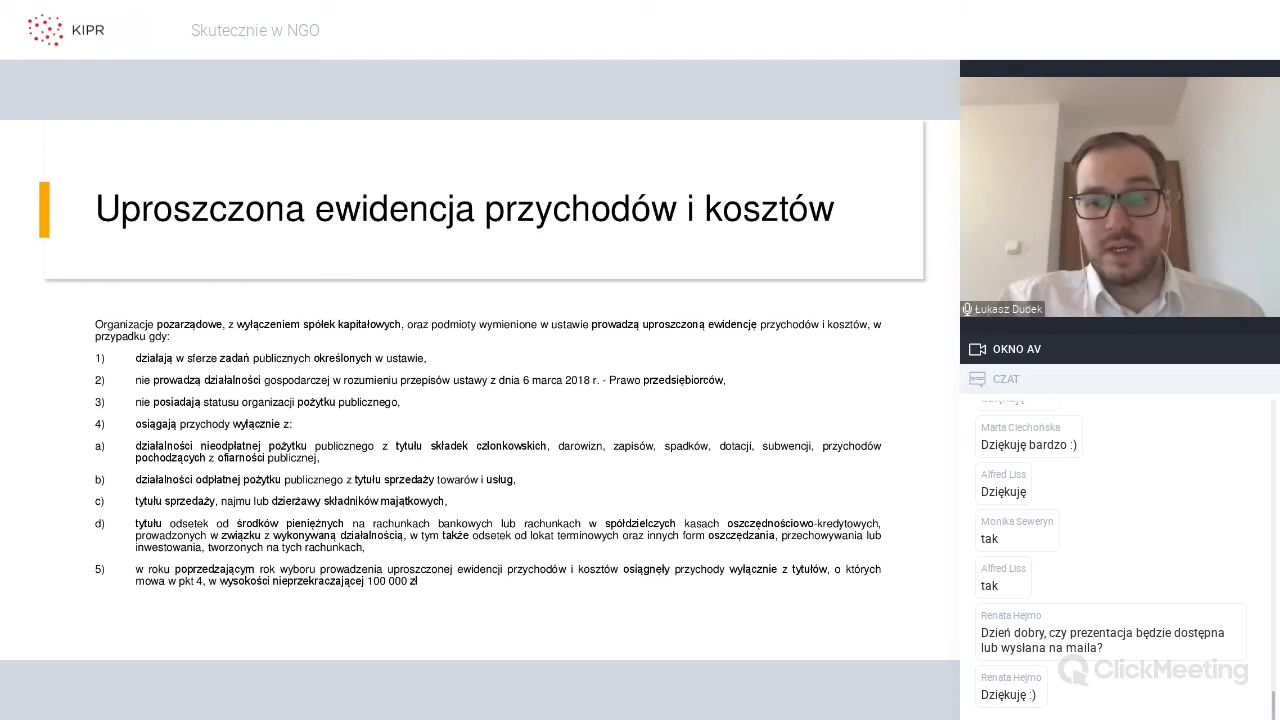 KIPR
Skutecznie w NGO
Uproszczona ewidencja przychodów i kosztów
Organizacje pozarządowe, z wyłączeniem spółek kapitałowych, oraz podmioty wymienione w ustawie prowadzą uproszczoną ewidencję przychodów i kosztów, w
przypadku gdy:
1) działają w sferze zadań publicznych określonych w ustawie,
2) nie prowadzą działalności gospodarczej w rozumieniu przepisów ustawy z dnia 6 marca 2018 r. - Prawo przedsiębiorców,
3) nie posiadają statusu organizacji pożytku publicznego,
4) osiągają przychody wyłącznie z:
a) działalności nieodpłatnej pożytku publicznego z tytułu składek członkowskich, darowizn, zapisów, spadków, dotacji, subwencji, przychodów
pochodzących z ofiarności publicznej,
b) działalności odpłatnej pożytku publicznego z tytułu sprzedaży towarów i usług,
c) tytułu sprzedaży, najmu lub dzierżawy składników majątkowych,
d) tytułu odsetek od środków pieniężnych na rachunkach bankowych lub rachunkach w spółdzielczych kasach oszczędnościowo-kredytowych,
prowadzonych w związku z wykonywaną działalnością, w tym także odsetek od lokat terminowych oraz innych form oszczędzania, przechowywania lub
inwestowania, tworzonych na tych rachunkach,
5) w roku poprzedzającym rok wyboru prowadzenia uproszczonej ewidencji przychodów i kosztów osiągnęły przychody wyłącznie z tytułów, o których
mowa w pkt 4, w wysokości nieprzekraczającej 100 000 zł
Łukasz Dudek
OKNO AV
CZAT
Marta Ciechońska
Dziękuję bardzo :)
Alfred Liss
Dziękuję
Monika Seweryn
tak
Alfred Liss
tak
Renata Hejmo
Dzień dobry, czy prezentacja będzie dostępna
lub wysłana na maila?
Renata Hejmo
Dziękuję :)
ClickMeeting